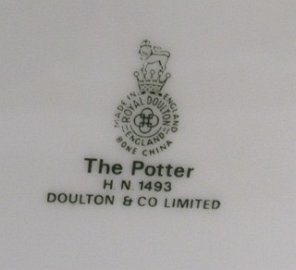 MADE IN ENGLAND
ROYAL DOULTON
ENGLAND
BONE CHINA
The Potter
H.N. 1493
DOULTON & CO LIMITED